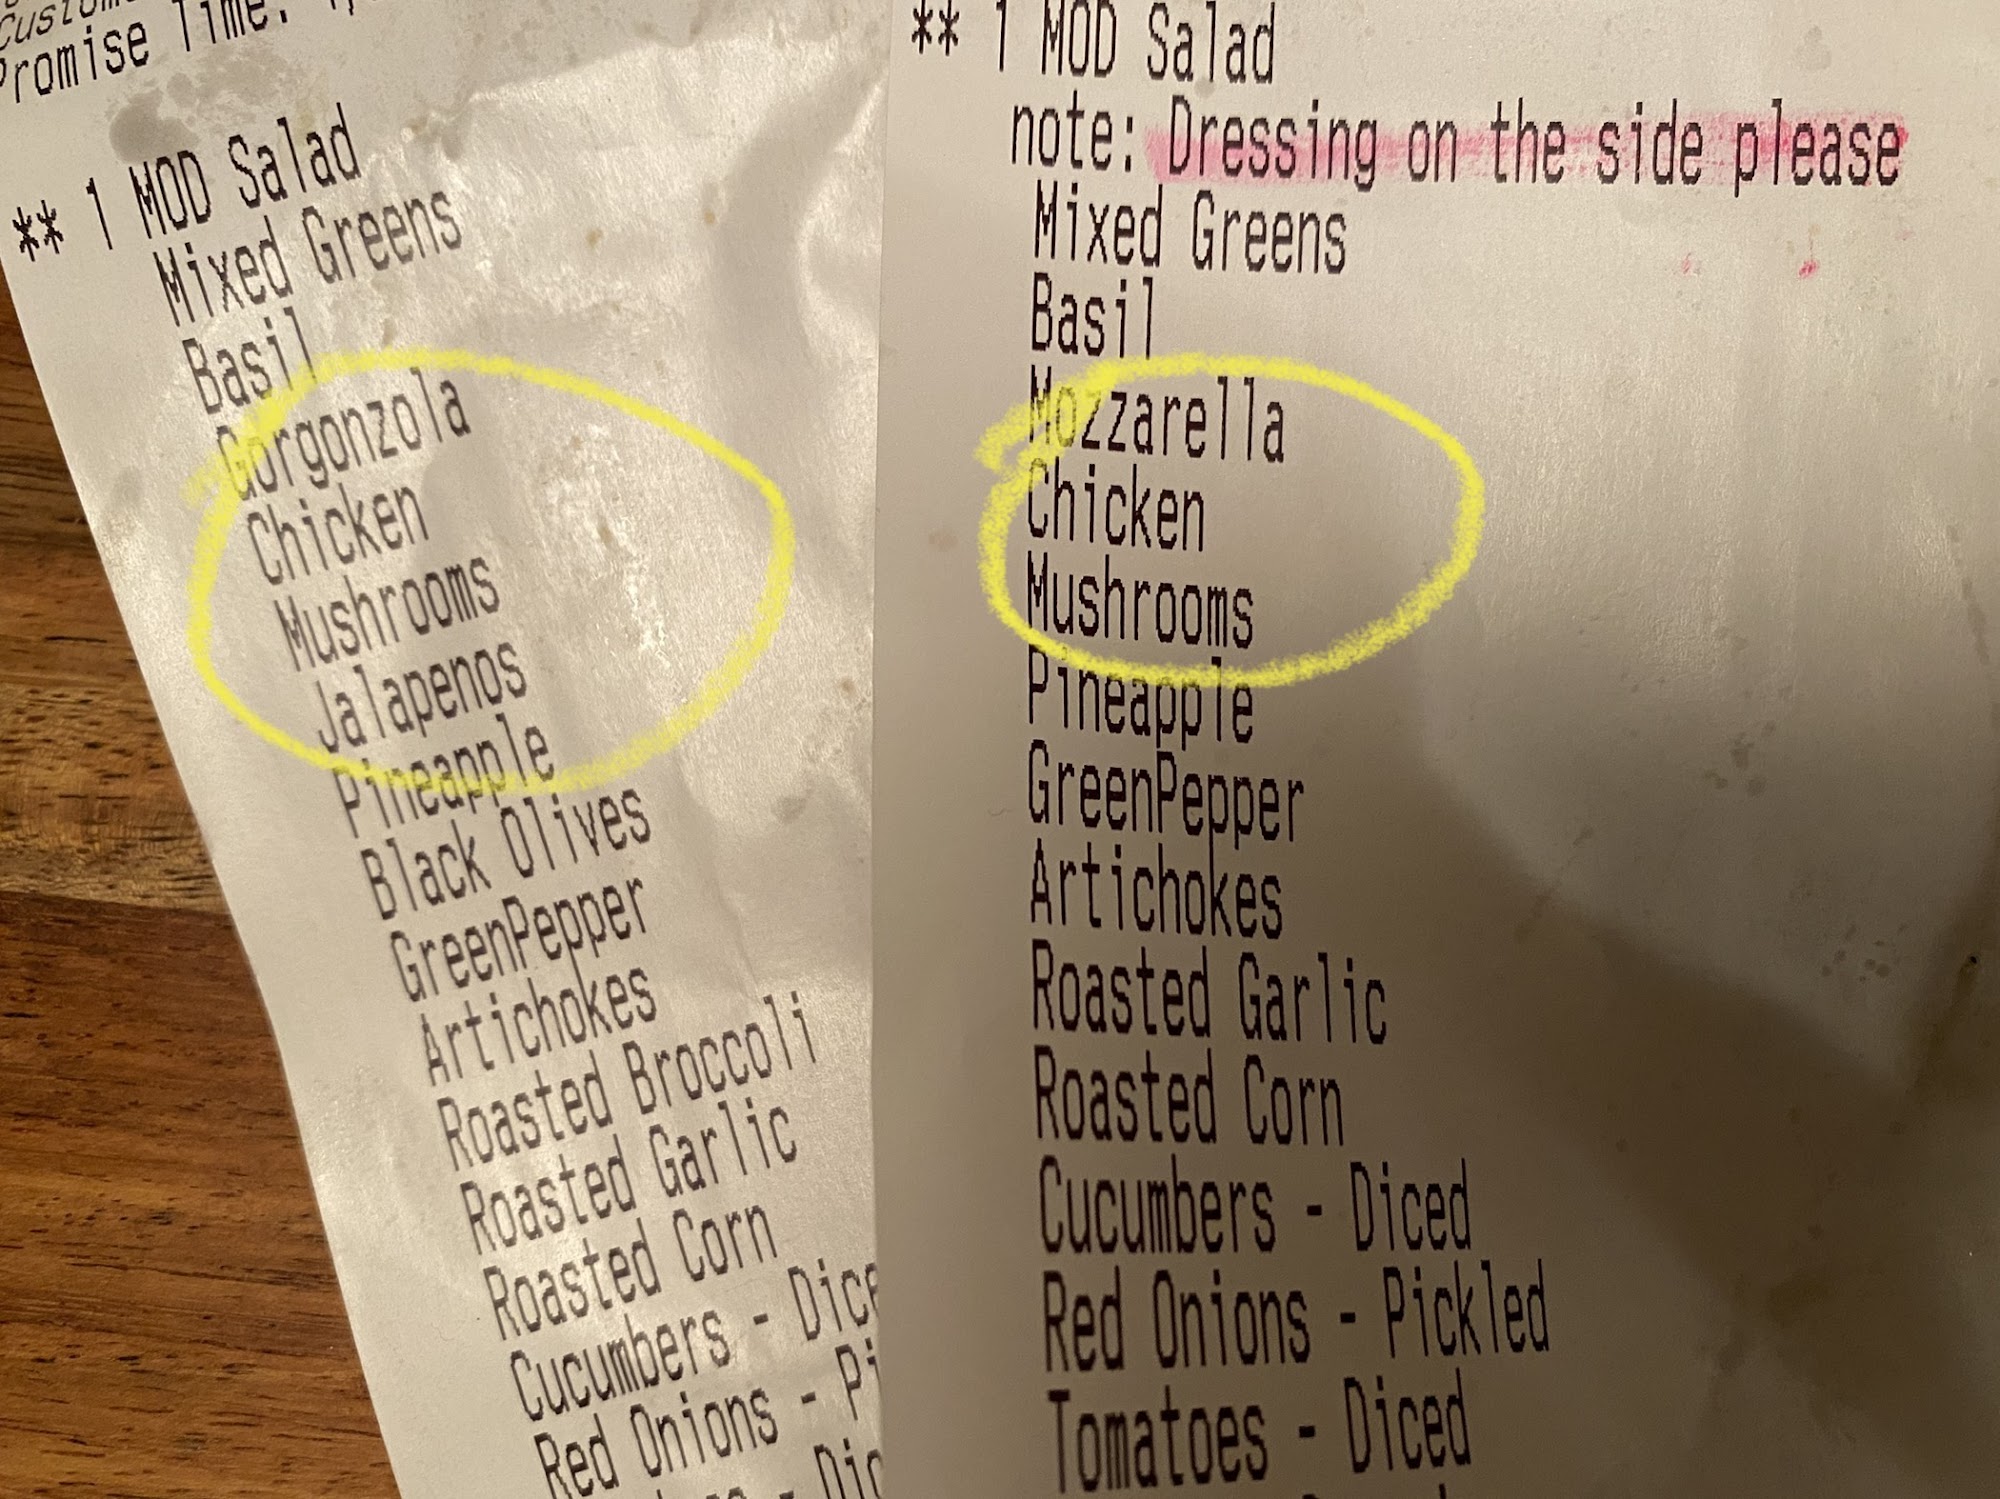 Promise Time:
** 1 MOD Salad
Mixed Greens
Basil
Gorgonzola
Chicken
Mushrooms
Jalapenos
Pineapple
Black Olives
GreenPepper
Artichokes
Roasted Broccoli
Roasted Garlic
Roasted Corn
Cucumbers - Dice
Red Onions - Pi
- Dic
** 1 MOD Salad
note: Dressing on the side please
Mixed Greens
Basil
Mozzarella
Chicken
Mushrooms
Pineapple
GreenPepper
Artichokes
Roasted Garlic
Roasted Corn
Cucumbers - Diced
Red Onions - Pickled
Tomatoes - Diced